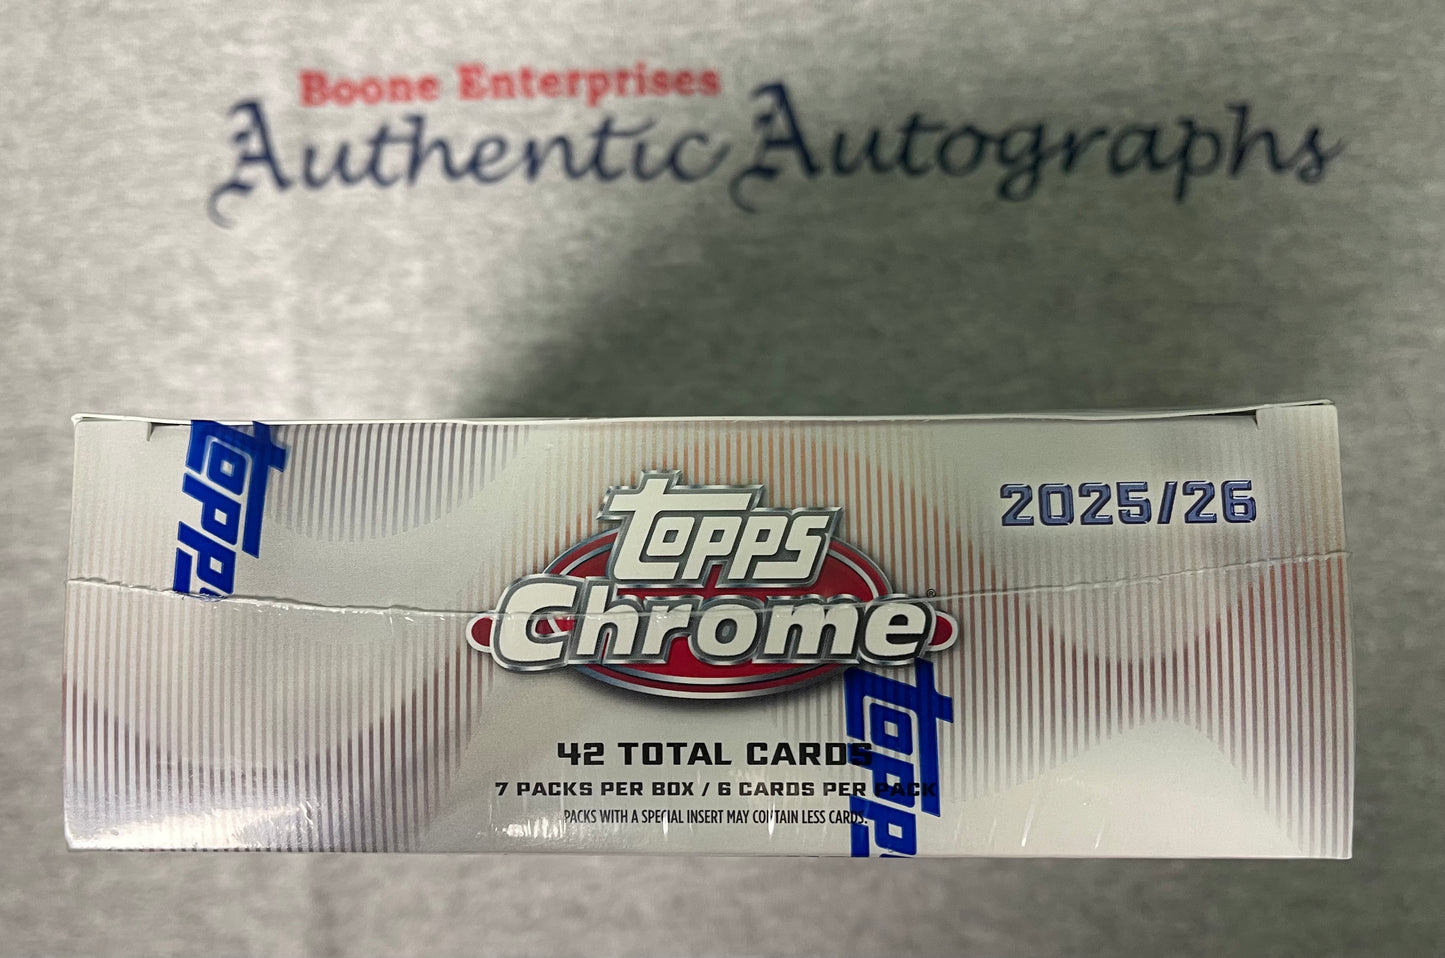 Boone Enterprises
Authentic Autographs
topps
topps
Chrome®
2025/26
topps
42 TOTAL CARDS
7 PACKS PER BOX / 6 CARDS PER PACK
PACKS WITH A SPECIAL INSERT MAY CONTAIN LESS CARDS.